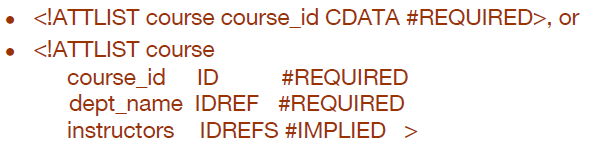 • <!ATTLIST course course_id CDATA #REQUIRED>, or
• <!ATTLIST course
course_id ID #REQUIRED
dept_name IDREF #REQUIRED
instructors IDREFS #IMPLIED >